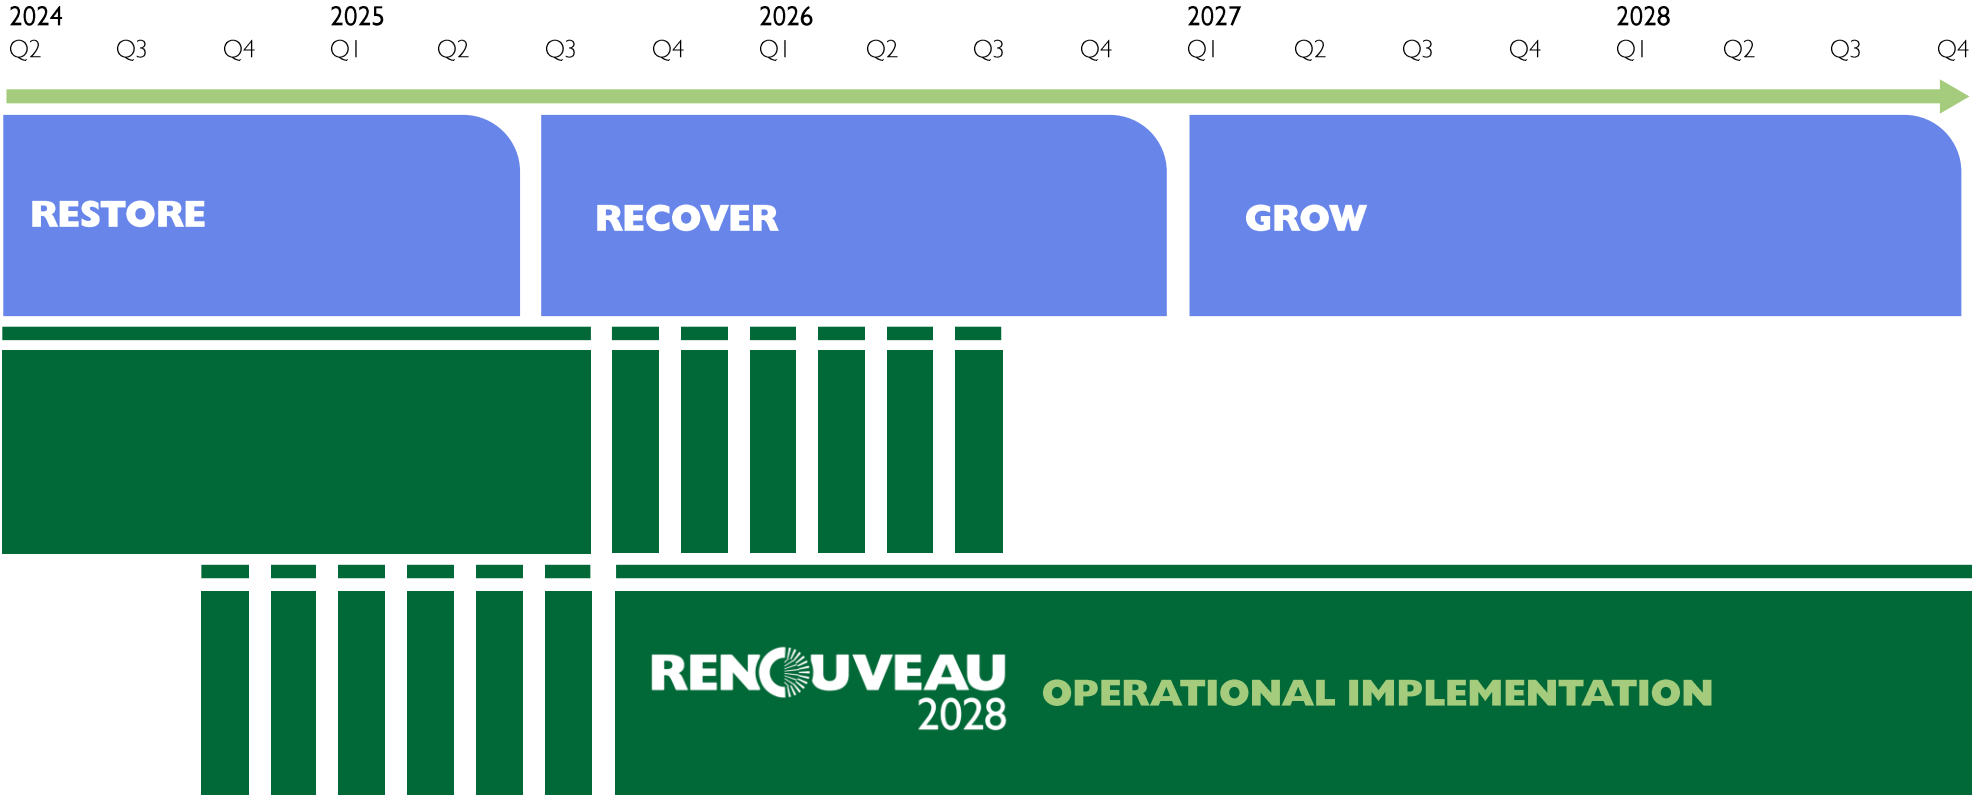 2024 2025 2026 2027 2028
Q2 Q3 Q4 Q1 Q2 Q3 Q4 Q1 Q2 Q3 Q4 Q1 Q2 Q3 Q4 Q1 Q2 Q3 Q4
RESTORE
RECOVER
GROW
RENOUVEAU
2028
OPERATIONAL IMPLEMENTATION